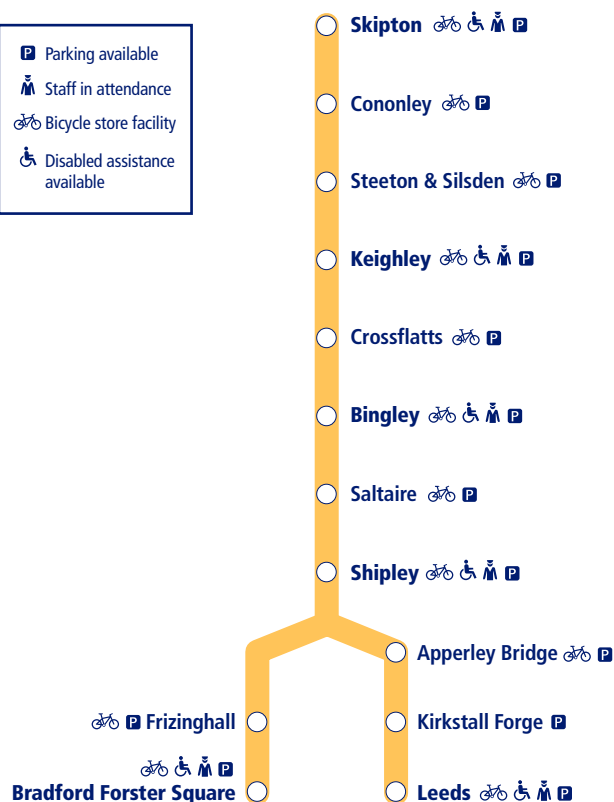 P Parking available
Staff in attendance
Bicycle store facility
Disabled assistance
available
Skipton P
Cononley P
Steeton & Silsden P
Keighley P
Crossflatts P
Bingley P
Saltaire P
Shipley P
Apperley Bridge P
P Frizinghall
Kirkstall Forge P
P
Bradford Forster Square
Leeds P